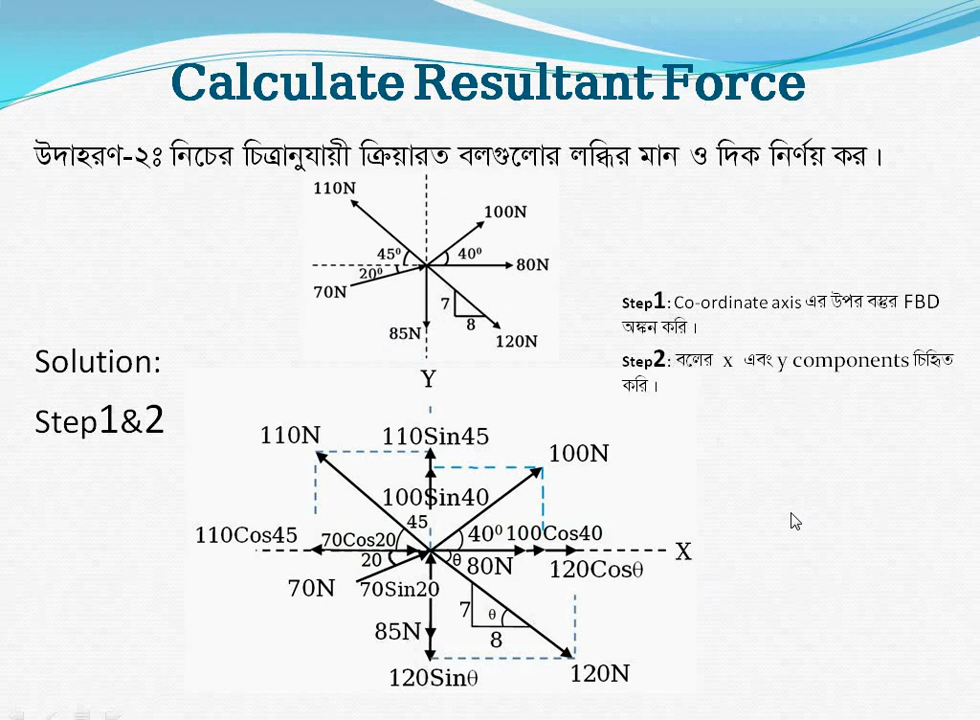 Calculate Resultant Force
উদাহরণ-২ঃ নিচের চিত্রানুযায়ী ক্রিয়ারত বলগুলোর লব্ধির মান ও দিক নির্ণয় কর।
110N
100N
45⁰
40⁰
80N
20⁰
70N
7
8
85N
120N
Step1: Co-ordinate axis এর উপর বস্তুর FBD
অঙ্কন করি।
Step2: বলের x এবং y components চিহ্নিত
করি।
Solution:
Step1&2
Y
110N
110Sin45
100N
100Sin40
45
110Cos45
70Cos20
40⁰
100Cos40
X
20
θ
80N
120Cosθ
70N
70Sin20
7
θ
85N
8
120Sinθ
120N